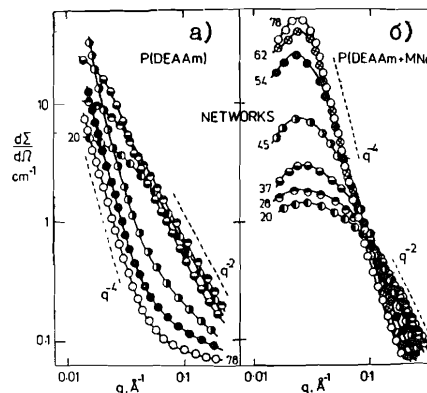 а)
P(DEAAm)
10
dΣ
dΩ
cm⁻¹
1
0.1
20
q⁻⁴
q⁻²
78
0.01
0.1
q, Å⁻¹
б)
78
62
54
P(DEAAm+MNa
NETWORKS
45
37
28
20
q⁻⁴
q⁻²
0.01
0.1
q, Å⁻¹